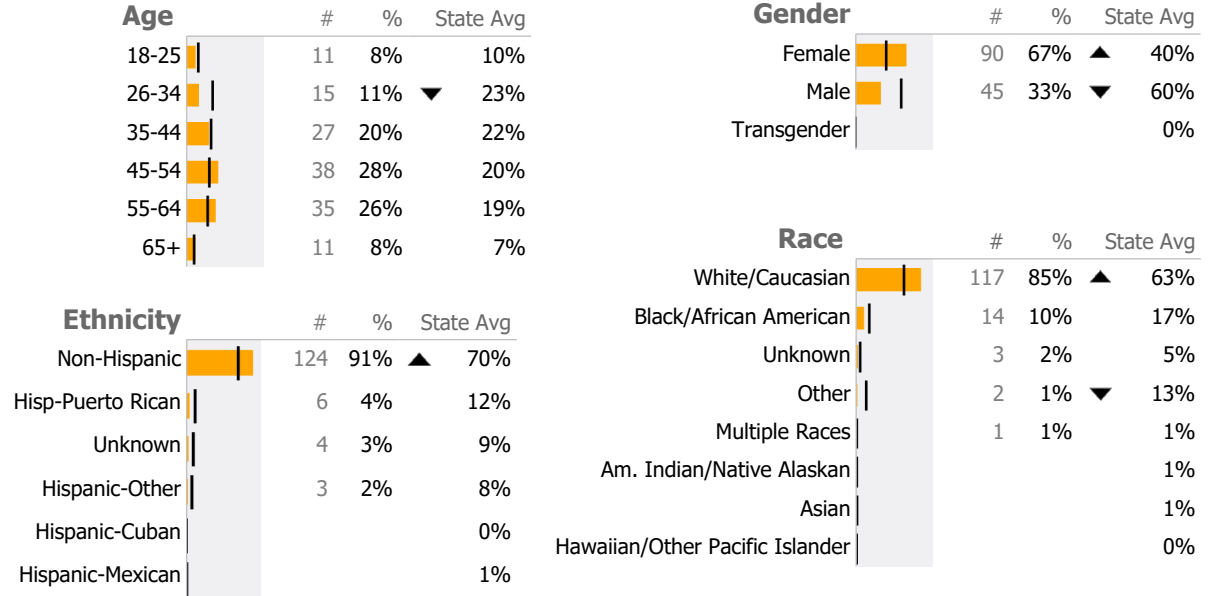 Age # % State Avg
18-25 11 8% 10%
26-34 15 11% ▼ 23%
35-44 27 20% 22%
45-54 38 28% 20%
55-64 35 26% 19%
65+ 11 8% 7%
Ethnicity # % State Avg
Non-Hispanic 124 91% ▲ 70%
Hisp-Puerto Rican 6 4% 12%
Unknown 4 3% 9%
Hispanic-Other 3 2% 8%
Hispanic-Cuban 0%
Hispanic-Mexican 1%
Gender # % State Avg
Female 90 67% ▲ 40%
Male 45 33% ▼ 60%
Transgender 0%
Race # % State Avg
White/Caucasian 117 85% ▲ 63%
Black/African American 14 10% 17%
Unknown 3 2% 5%
Other 2 1% ▼ 13%
Multiple Races 1 1% 1%
Am. Indian/Native Alaskan 1%
Asian 1%
Hawaiian/Other Pacific Islander 0%